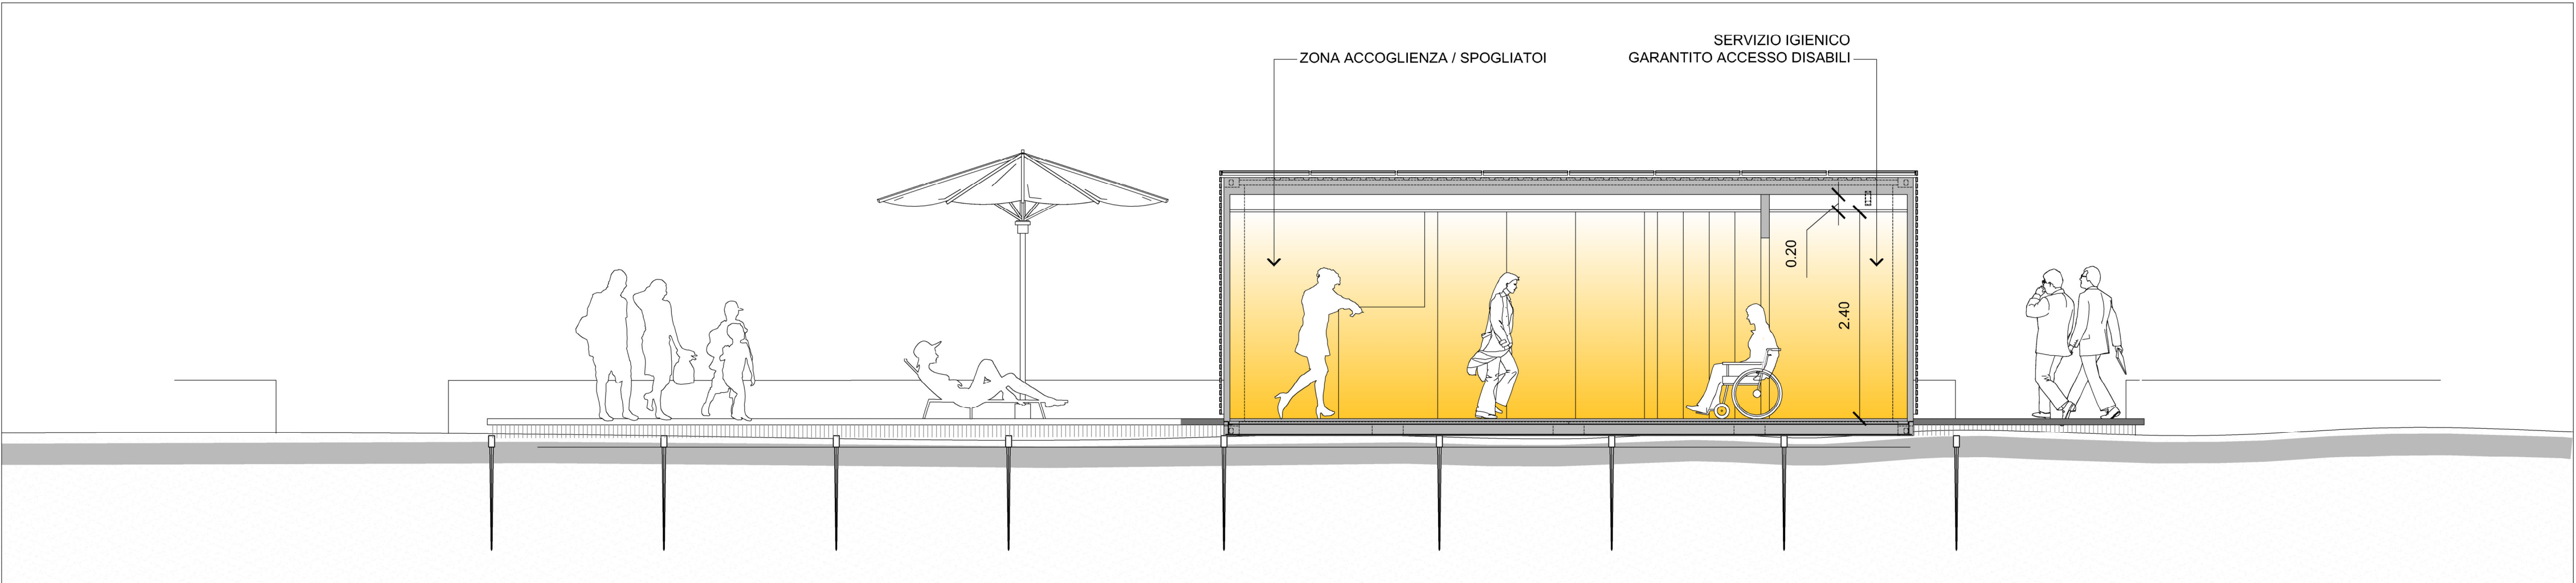 SERVIZIO IGIENICO
ZONA ACCOGLIENZA / SPOGLIATOI
GARANTITO ACCESSO DISABILI
0.20
2.40